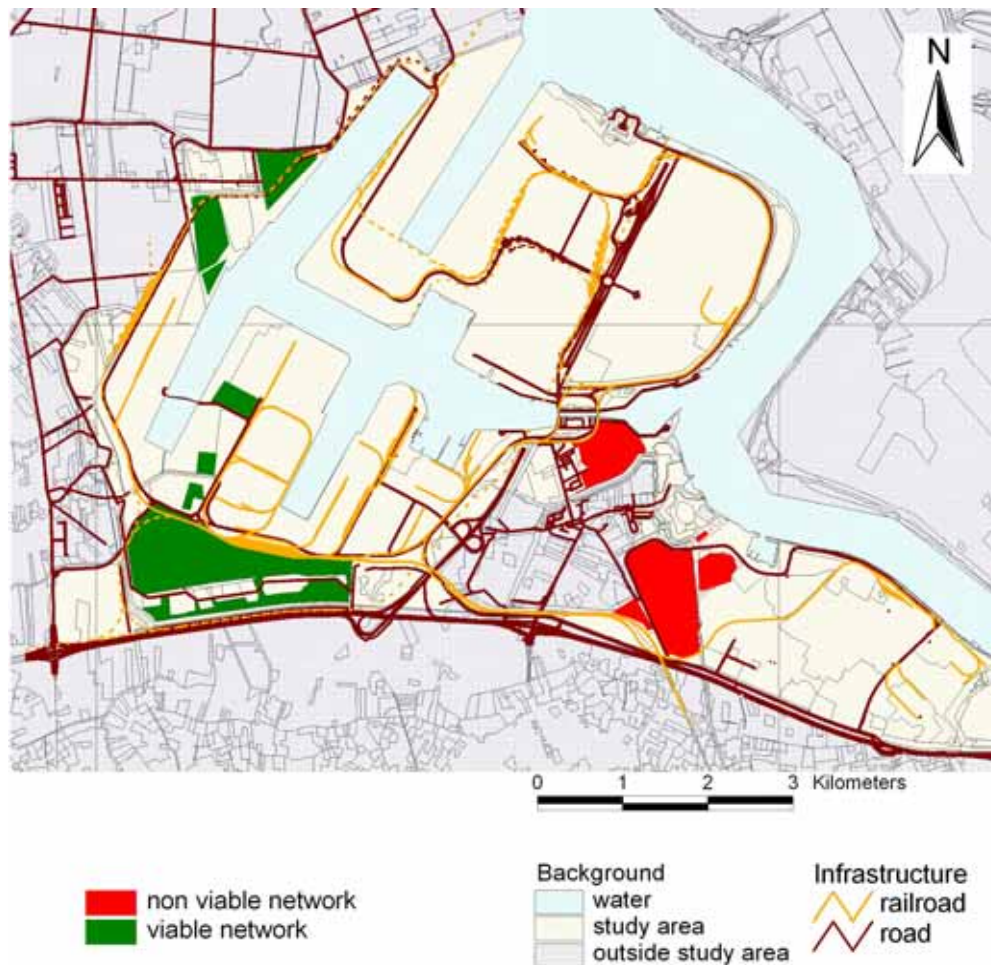 N
0 1 2 3 Kilometers
non viable network
viable network
Background
water
study area
outside study area
Infrastructure
railroad
road